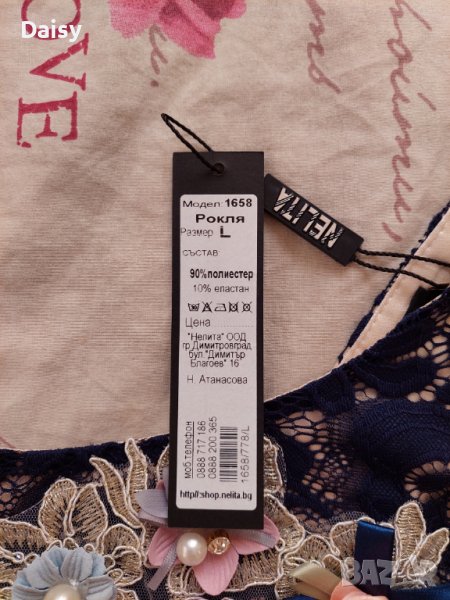 Daisy
LOVE
NELITA
Модел: 1658
Рокля
Размер L
СЪСТАВ:
90%полиестер
10% еластан
Цена
"Нелита" ООД
гр.Димитровград
бул."Димитър
Благоев" 16
Н. Атанасова
моб.телефон
0888 717 186
0888 200 365
1658/778/L
http//:shop.nelita.bg
BAZAR